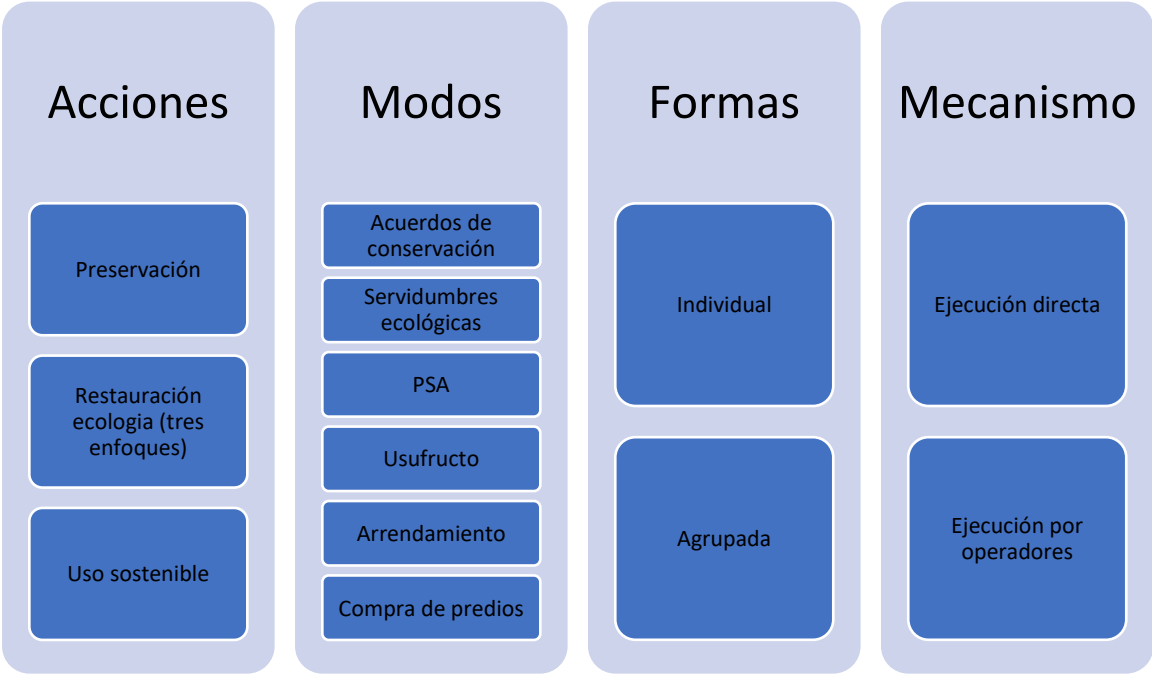 Acciones
Preservación
Restauración
ecologia (tres
enfoques)
Uso sostenible
Modos
Acuerdos de
conservación
Servidumbres
ecológicas
PSA
Usufructo
Arrendamiento
Compra de predios
Formas
Individual
Agrupada
Mecanismo
Ejecución directa
Ejecución por
operadores